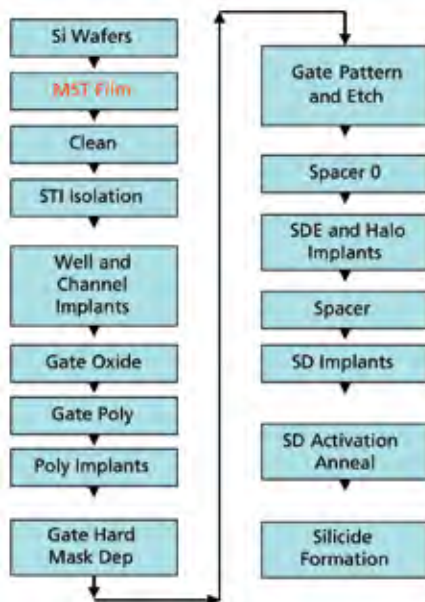 Si Wafers
MST Film
Clean
STI Isolation
Well and
Channel
Implants
Gate Oxide
Gate Poly
Poly Implants
Gate Hard
Mask Dep
Gate Pattern
and Etch
Spacer 0
SDE and Halo
Implants
Spacer
SD Implants
SD Activation
Anneal
Silicide
Formation